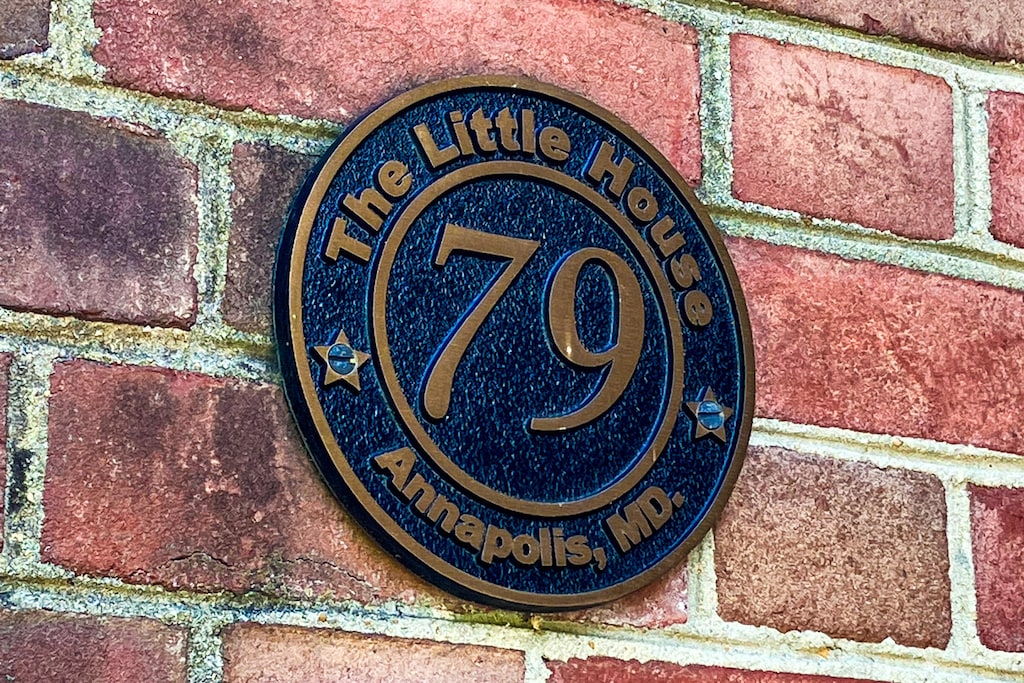 The Little House
79
Annapolis, MD.